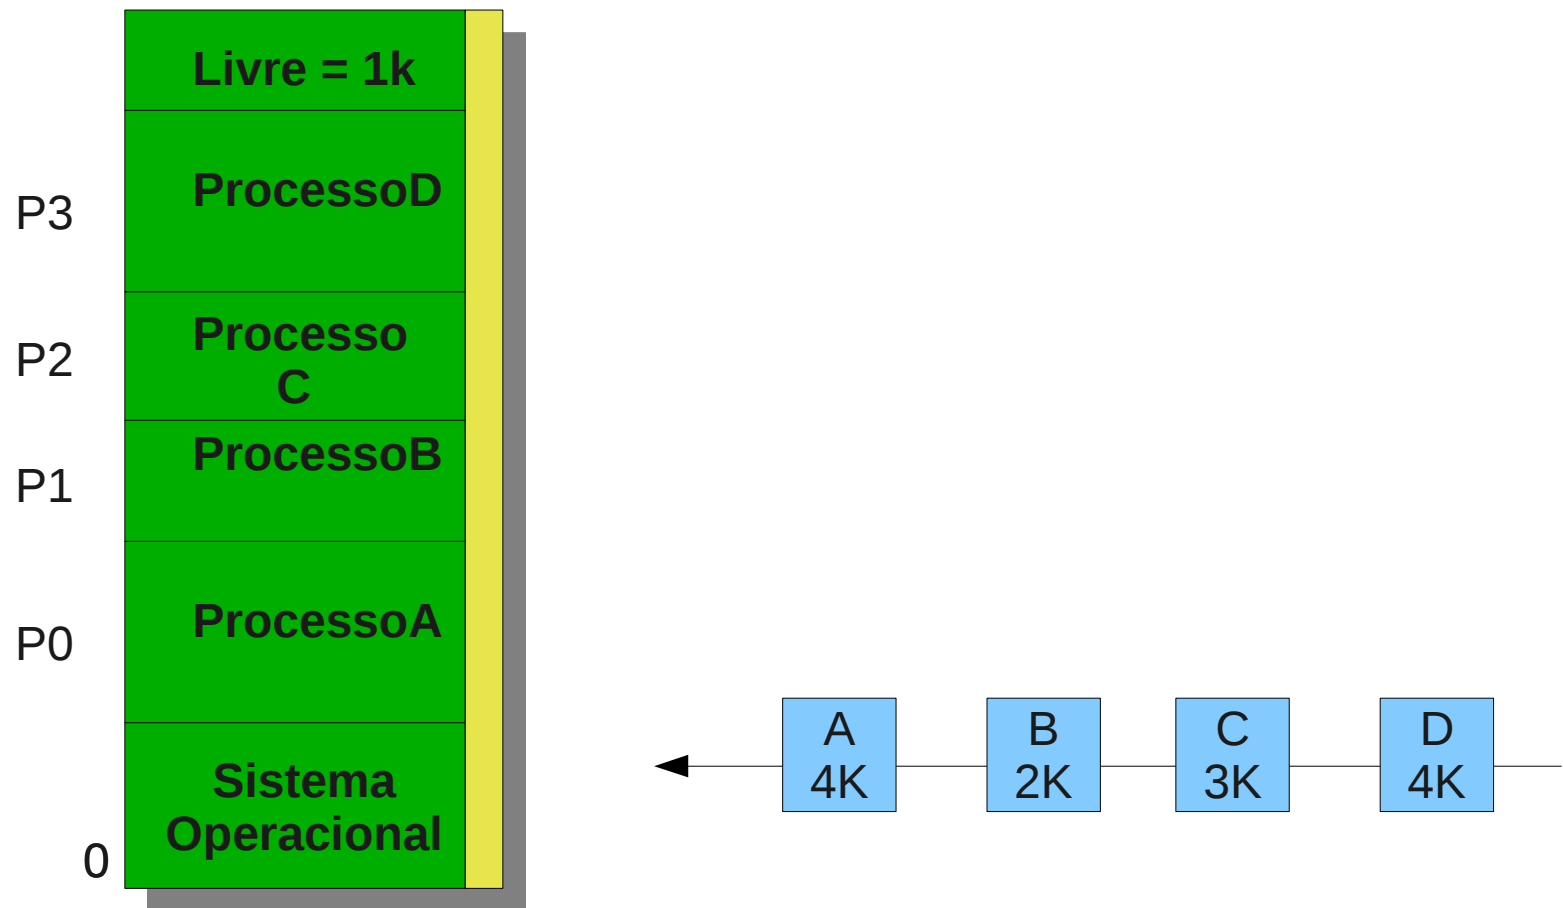 Livre = 1k
ProcessoD
P3
Processo
C
P2
ProcessoB
P1
ProcessoA
P0
Sistema
Operacional
0
A
4K
B
2K
C
3K
D
4K